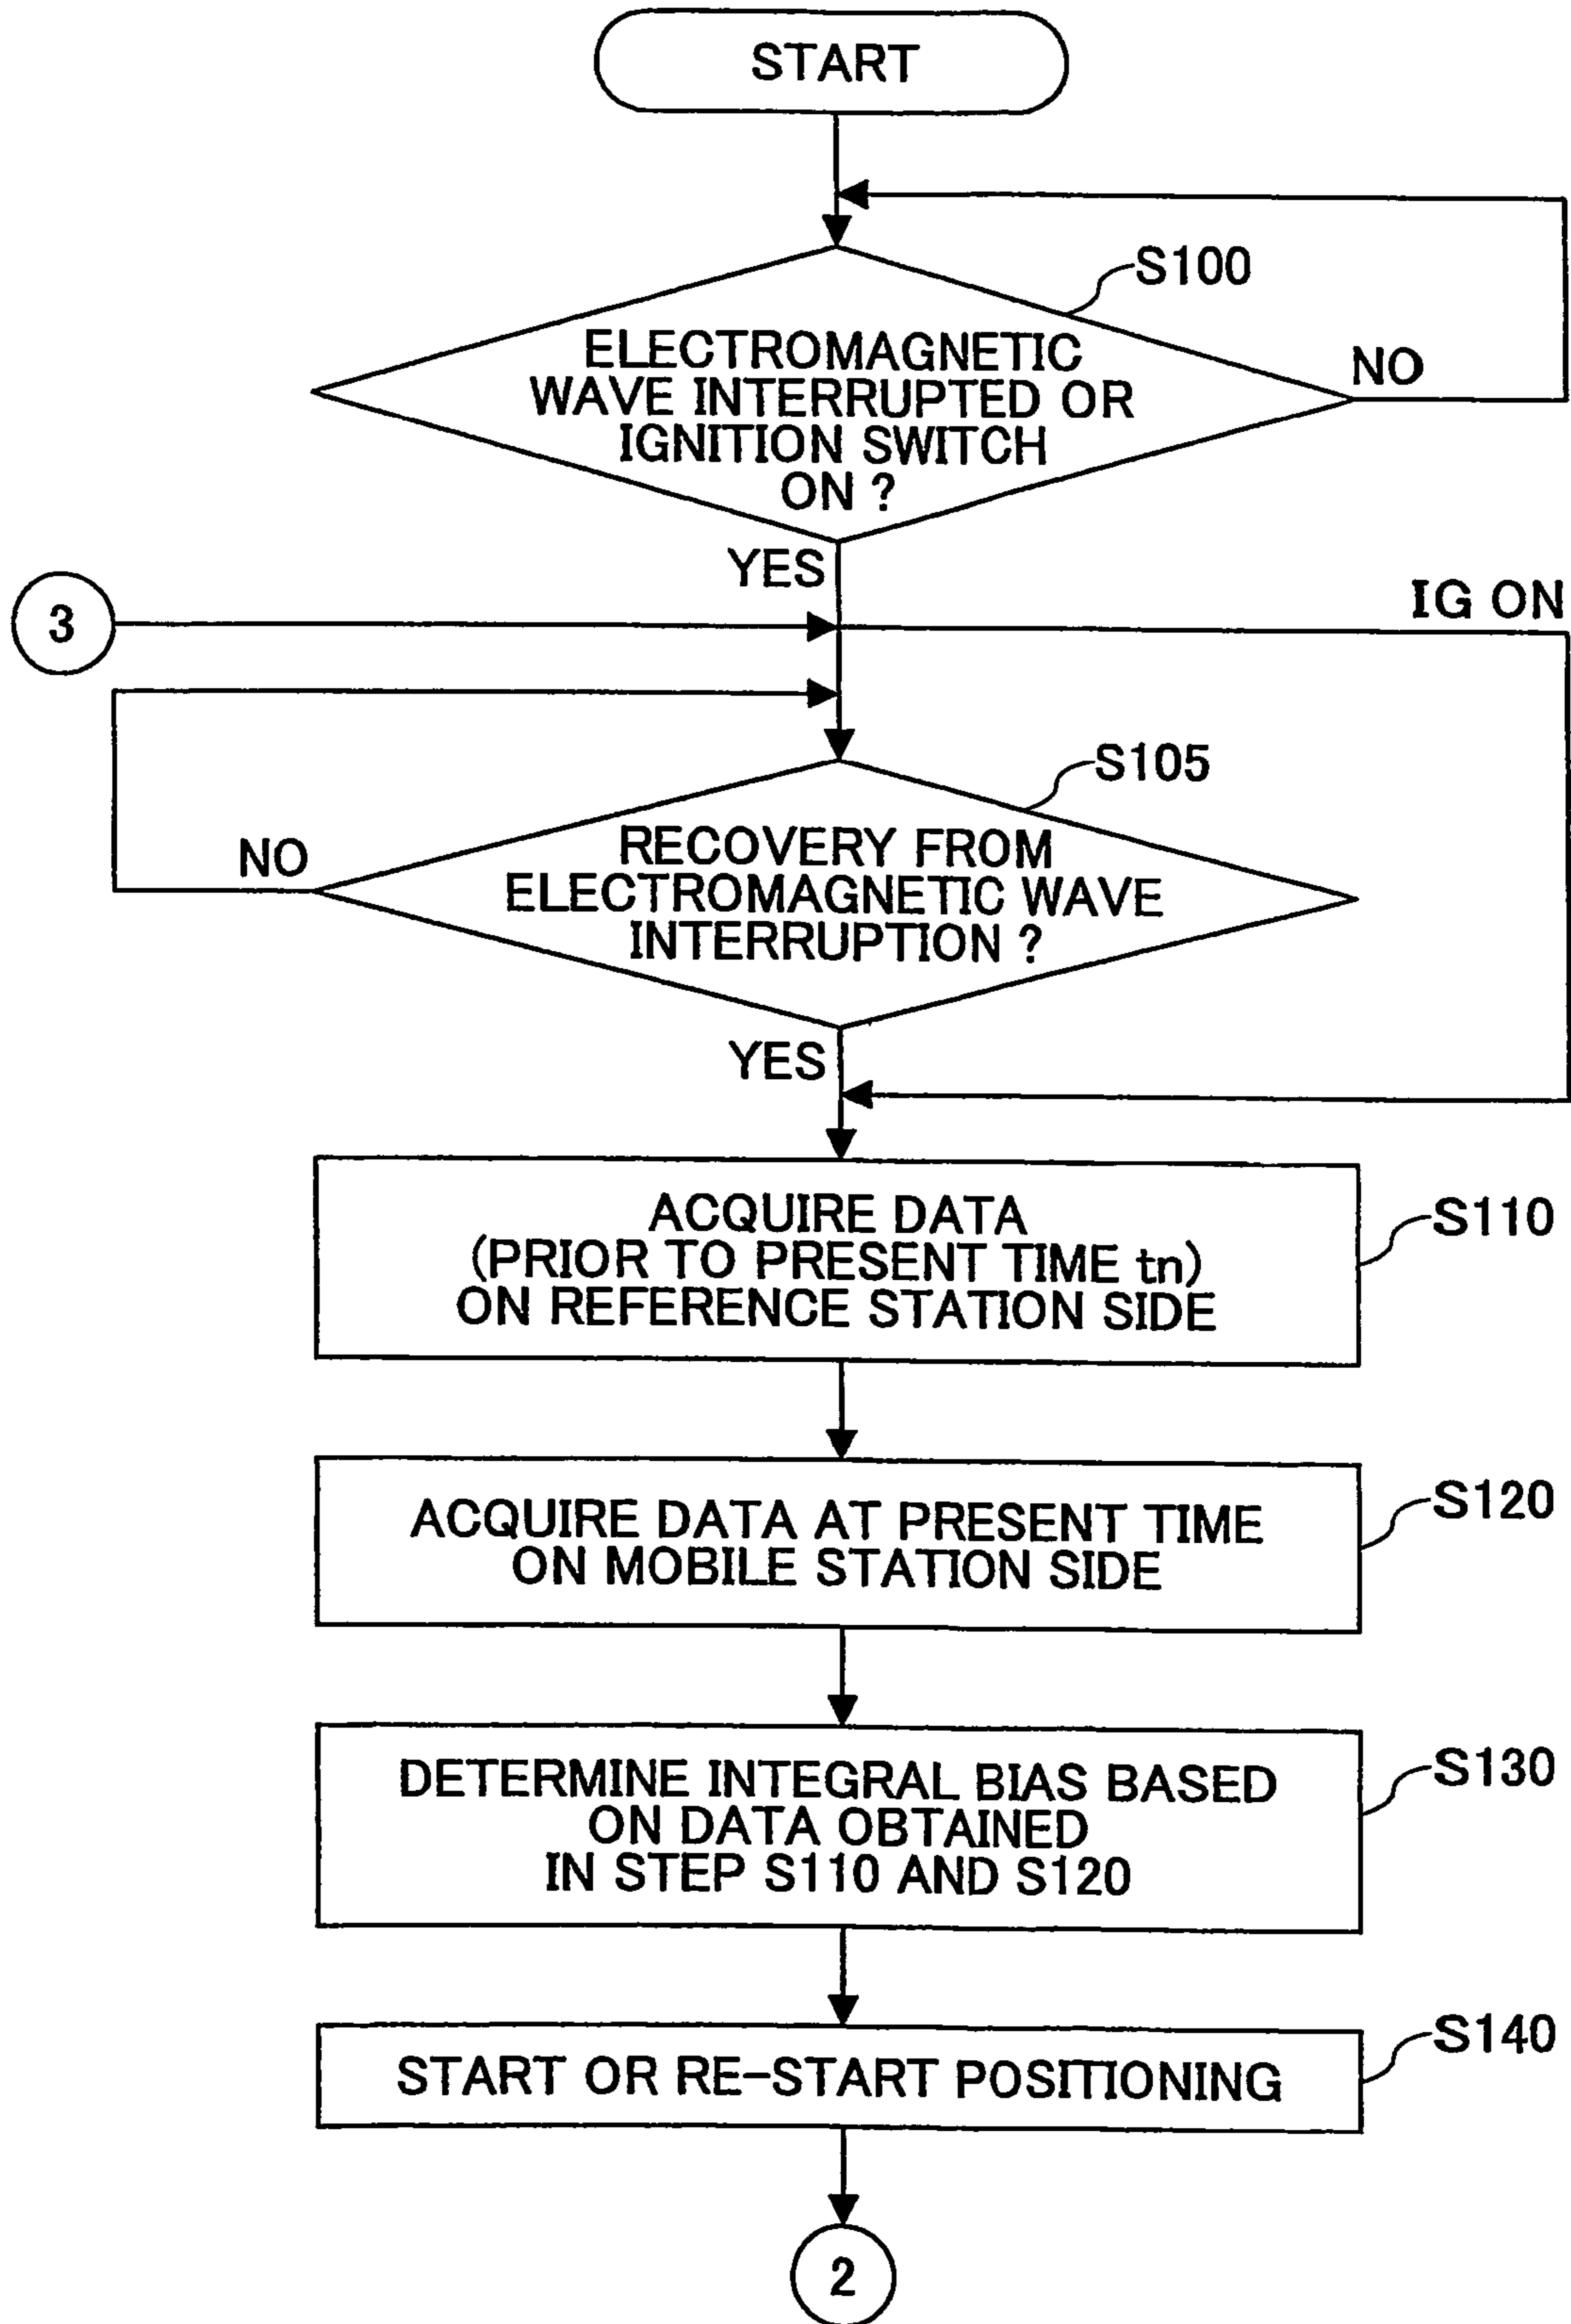 START
S100
ELECTROMAGNETIC
WAVE INTERRUPTED OR
IGNITION SWITCH
ON ?
NO
YES
IG ON
3
S105
RECOVERY FROM
ELECTROMAGNETIC WAVE
INTERRUPTION ?
NO
YES
ACQUIRE DATA
(PRIOR TO PRESENT TIME tn)
ON REFERENCE STATION SIDE
S110
ACQUIRE DATA AT PRESENT TIME
ON MOBILE STATION SIDE
S120
DETERMINE INTEGRAL BIAS BASED
ON DATA OBTAINED
IN STEP S110 AND S120
S130
START OR RE-START POSITIONING
S140
2